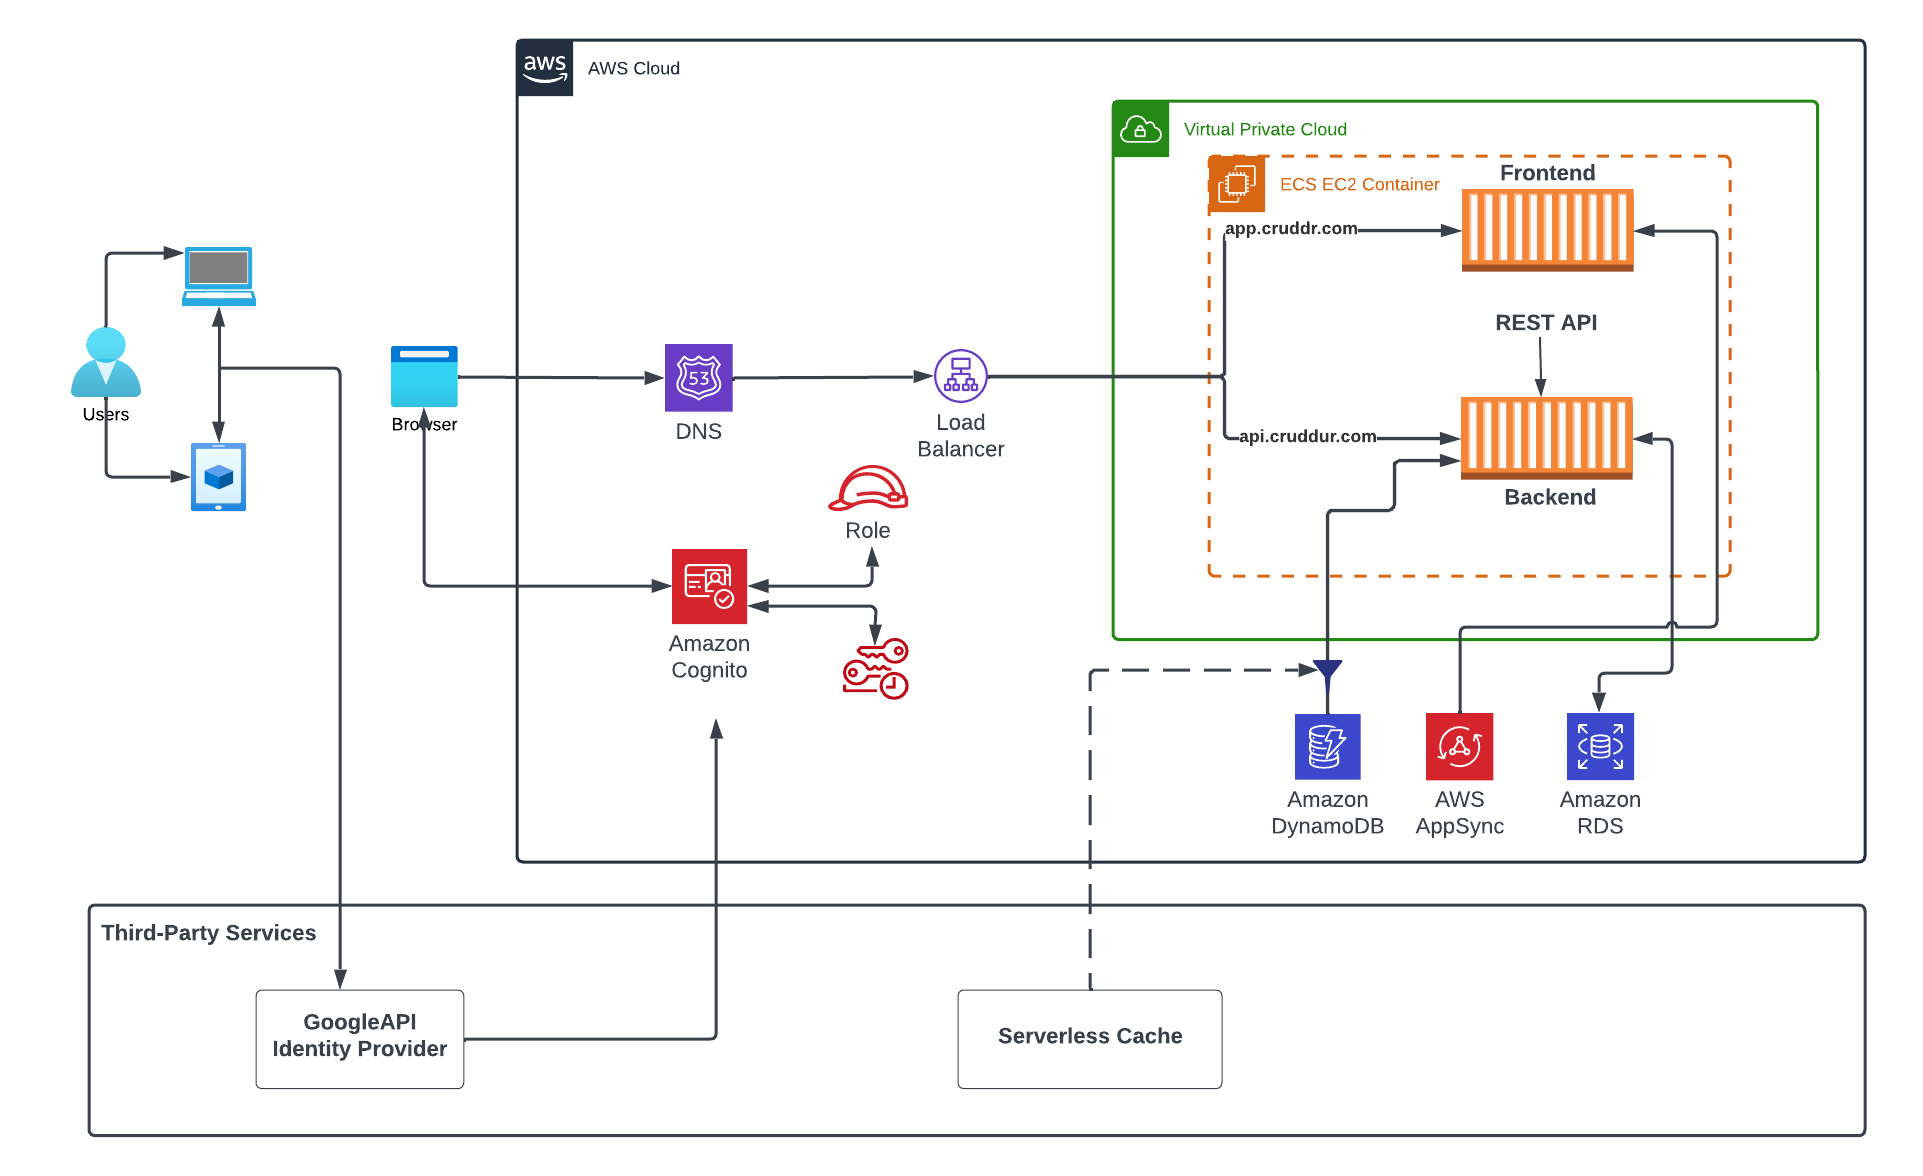 aws
AWS Cloud
Virtual Private Cloud
ECS EC2 Container
Frontend
app.cruddr.com
REST API
api.cruddur.com
Backend
Users
Browser
53
DNS
Load
Balancer
Role
Amazon
Cognito
Amazon
DynamoDB
AWS
AppSync
Amazon
RDS
Third-Party Services
GoogleAPI
Identity Provider
Serverless Cache